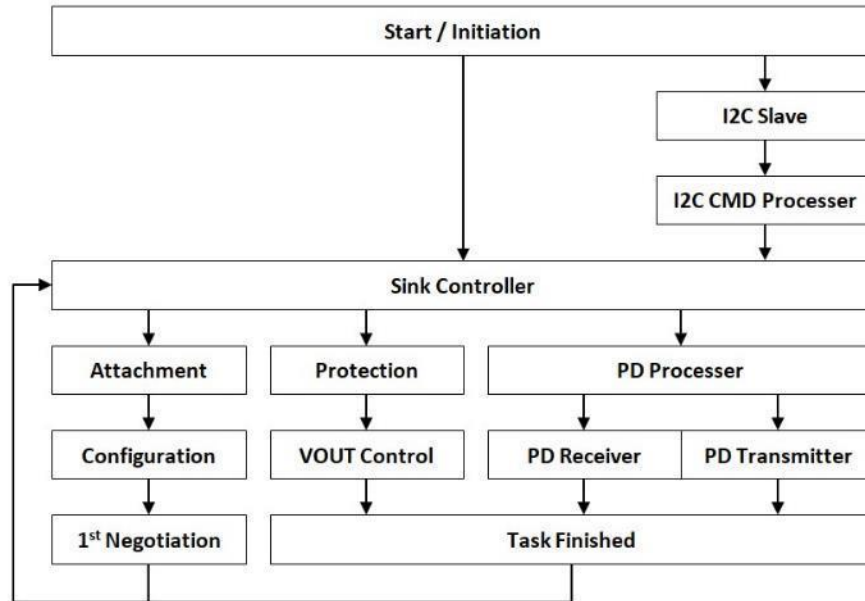 Start / Initiation
I2C Slave
I2C CMD Processer
Sink Controller
Attachment
Protection
PD Processer
Configuration
VOUT Control
PD Receiver
PD Transmitter
1st Negotiation
Task Finished